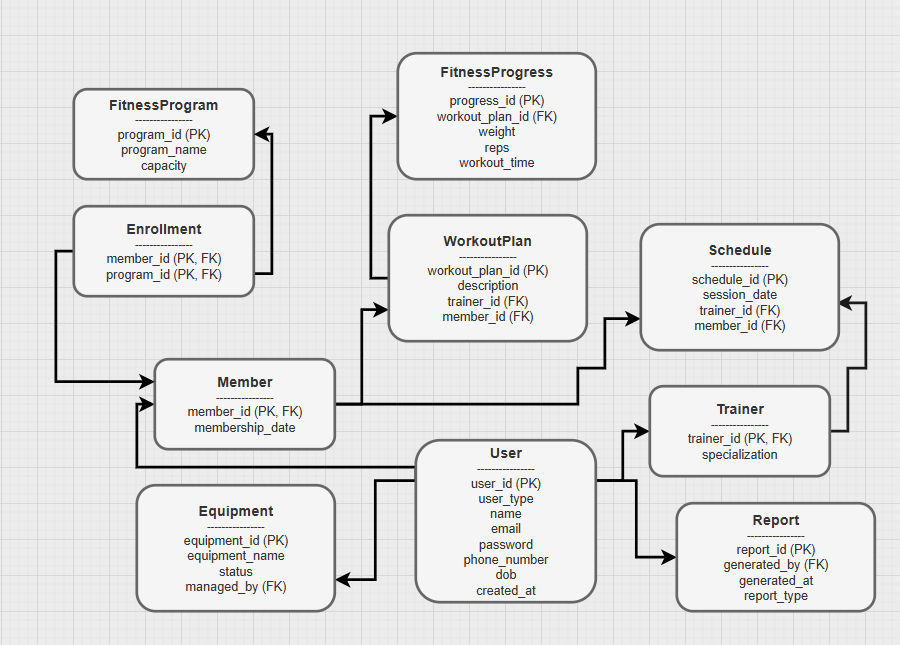 FitnessProgram
----------------
program_id (PK)
program_name
capacity
FitnessProgress
----------------
progress_id (PK)
workout_plan_id (FK)
weight
reps
workout_time
Enrollment
----------------
member_id (PK, FK)
program_id (PK, FK)
WorkoutPlan
----------------
workout_plan_id (PK)
description
trainer_id (FK)
member_id (FK)
Schedule
----------------
schedule_id (PK)
session_date
trainer_id (FK)
member_id (FK)
Member
----------------
member_id (PK, FK)
membership_date
Trainer
----------------
trainer_id (PK, FK)
specialization
User
----------------
user_id (PK)
user_type
name
email
password
phone_number
dob
created_at
Equipment
----------------
equipment_id (PK)
equipment_name
status
managed_by (FK)
Report
----------------
report_id (PK)
generated_by (FK)
generated_at
report_type